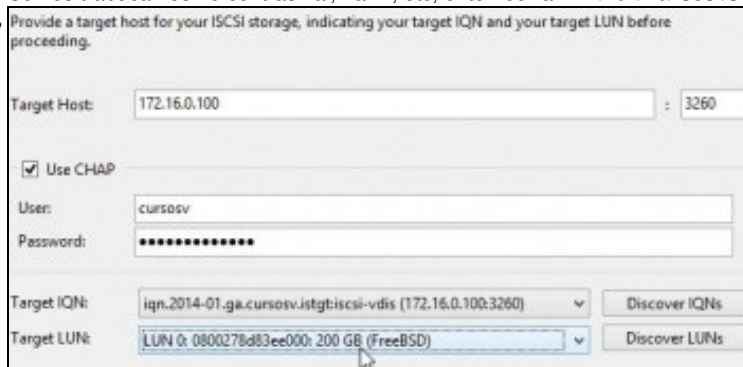 Provide a target host for your ISCSI storage, indicating your target IQN and your target LUN before
proceeding.
Target Host: 172.16.0.100 : 3260
Use CHAP
User: cursosv
Password: •••••••••••••
Target IQN: iqn.2014-01.ga.cursosv.istgt:iscsi-vdis (172.16.0.100:3260) Discover IQNs
Target LUN: LUN 0: 0800278d83ee000: 200 GB (FreeBSD) Discover LUNs